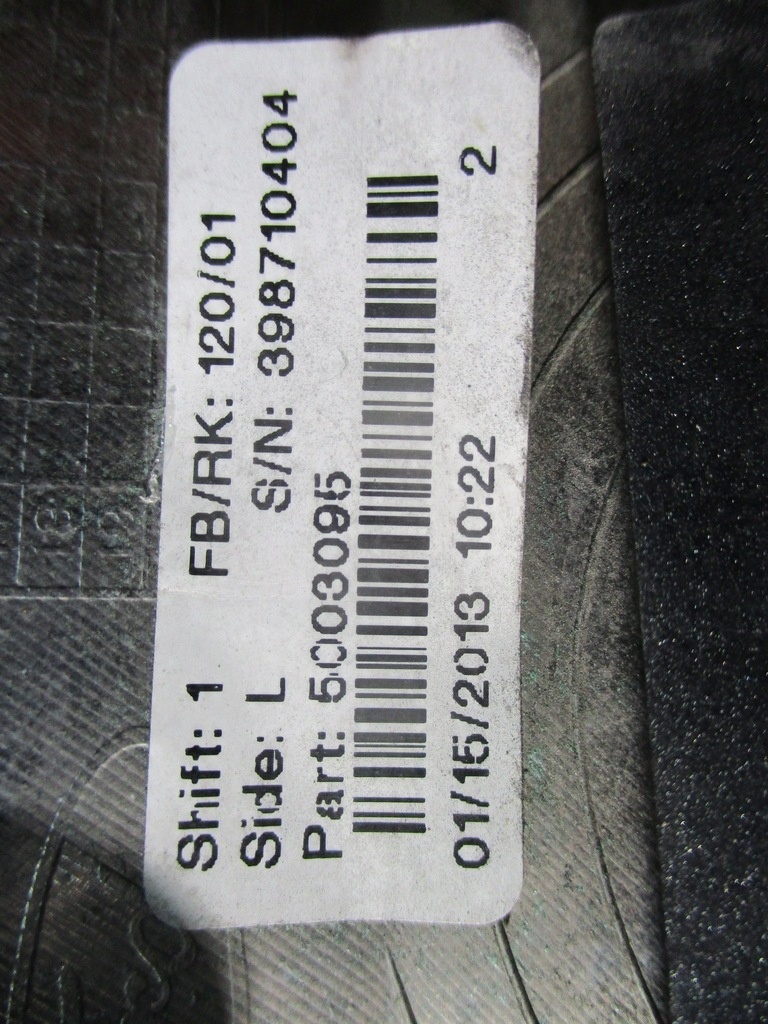 Shift: 1 FB/RK: 120/01
Side: L S/N: 398710404
Part: 5003095
01/15/2013 10:22 2